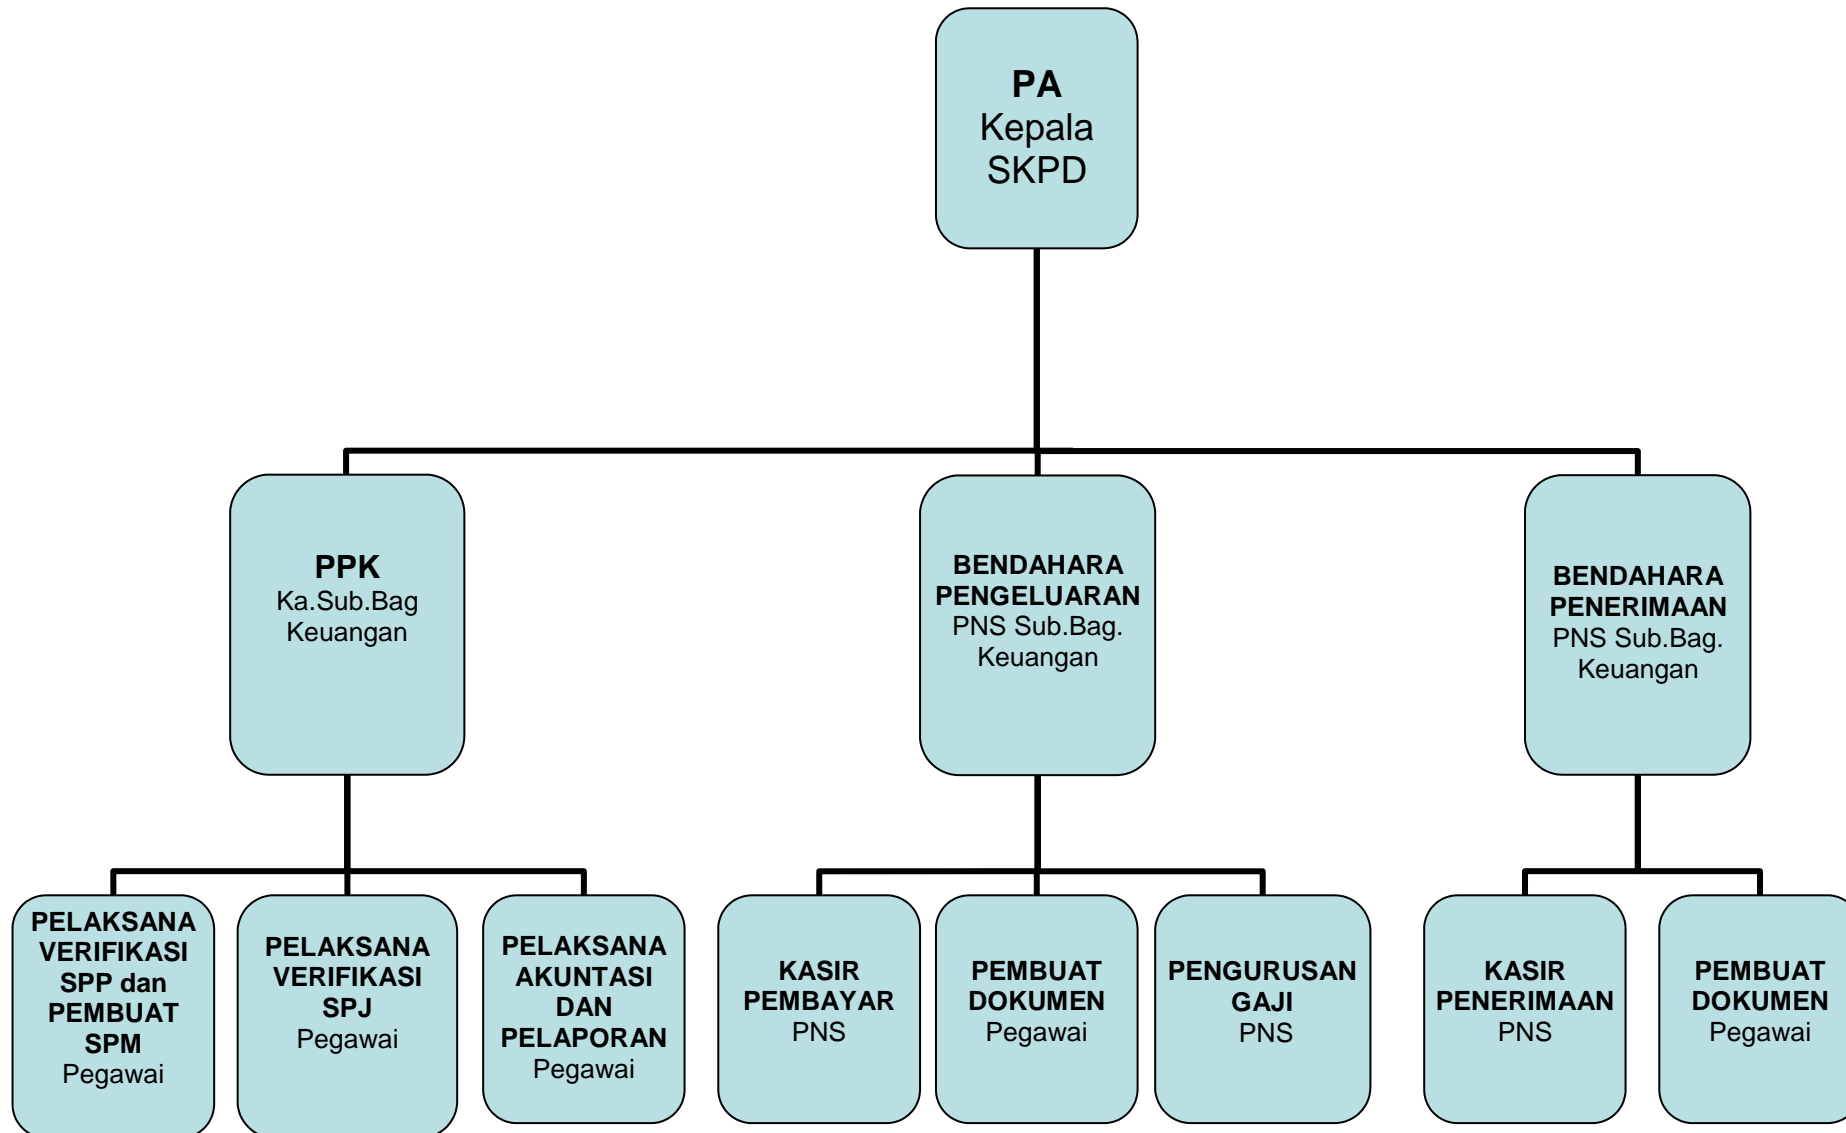 PA
Kepala
SKPD
PPK
Ka.Sub.Bag
Keuangan
BENDAHARA
PENGELUARAN
PNS Sub.Bag.
Keuangan
BENDAHARA
PENERIMAAN
PNS Sub.Bag.
Keuangan
PELAKSANA
VERIFIKASI
SPP dan
PEMBUAT
SPM
Pegawai
PELAKSANA
VERIFIKASI
SPJ
Pegawai
PELAKSANA
AKUNTASI
DAN
PELAPORAN
Pegawai
KASIR
PEMBAYAR
PNS
PEMBUAT
DOKUMEN
Pegawai
PENGURUSAN
GAJI
PNS
KASIR
PENERIMAAN
PNS
PEMBUAT
DOKUMEN
Pegawai